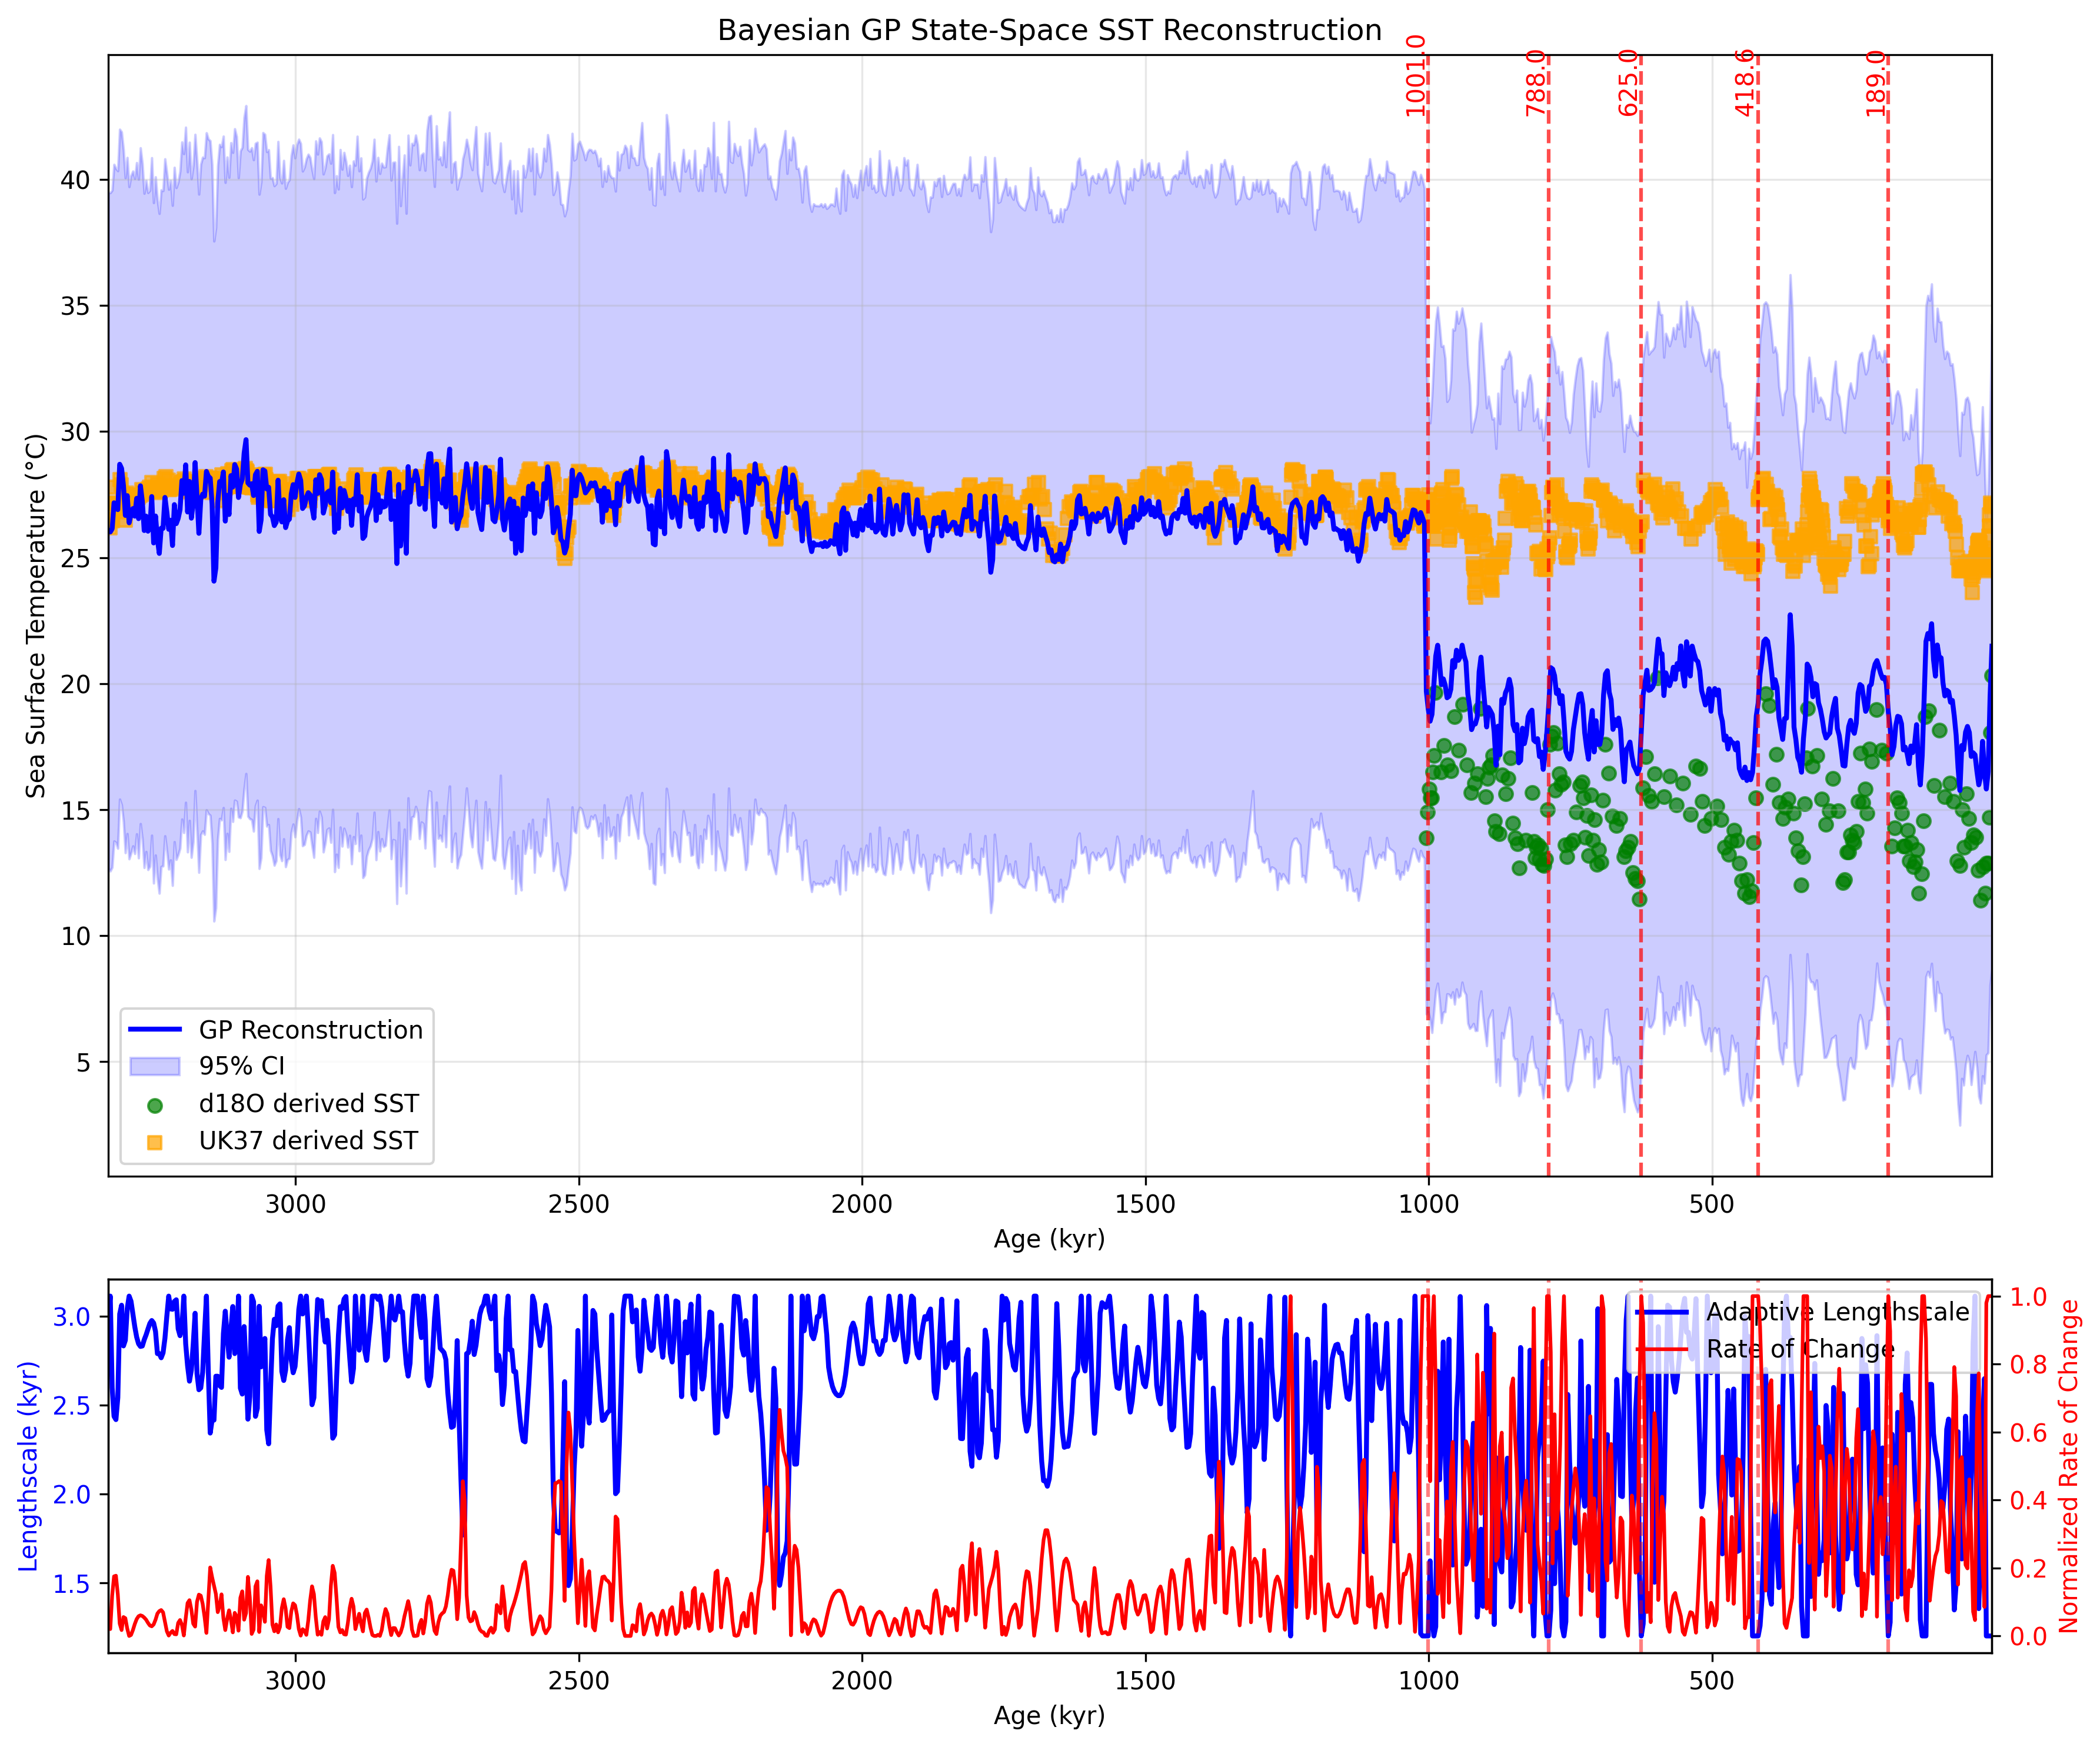 Bayesian GP State-Space SST Reconstruction
1001.0
788.0
625.0
418.6
189.0
Sea Surface Temperature (°C)
40
35
30
25
20
15
10
5
GP Reconstruction
95% CI
d18O derived SST
UK37 derived SST
3000 2500 2000 1500 1000 500
Age (kyr)
Lengthscale (kyr)
3.0
2.5
2.0
1.5
Adaptive Lengthscale
Rate of Change
1.0
0.8
0.6
0.4
0.2
0.0
Normalized Rate of Change
3000 2500 2000 1500 1000 500
Age (kyr)